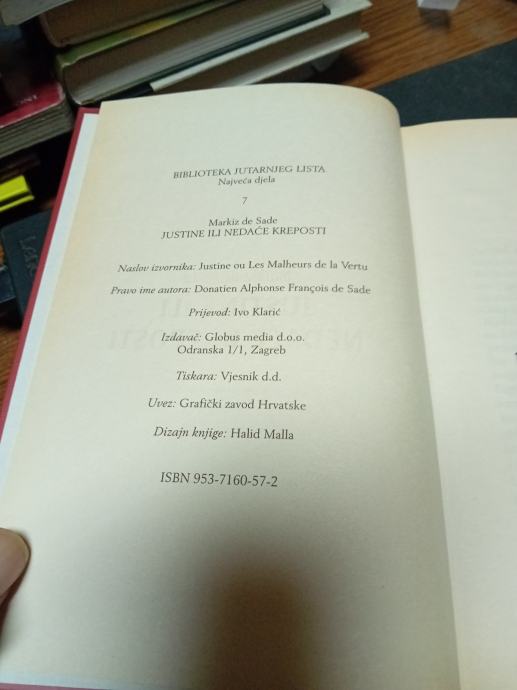 BIBLIOTEKA JUTARNJEG LISTA
Najveća djela
7
Markiz de Sade
JUSTINE ILI NEDAĆE KREPOSTI
Naslov izvornika: Justine ou Les Malheurs de la Vertu
Pravo ime autora: Donatien Alphonse François de Sade
Prijevod: Ivo Klarić
Izdavač: Globus media d.o.o.
Odranska 1/1, Zagreb
Tiskara: Vjesnik d.d.
Uvez: Grafički zavod Hrvatske
Dizajn knjige: Halid Malla
ISBN 953-7160-57-2